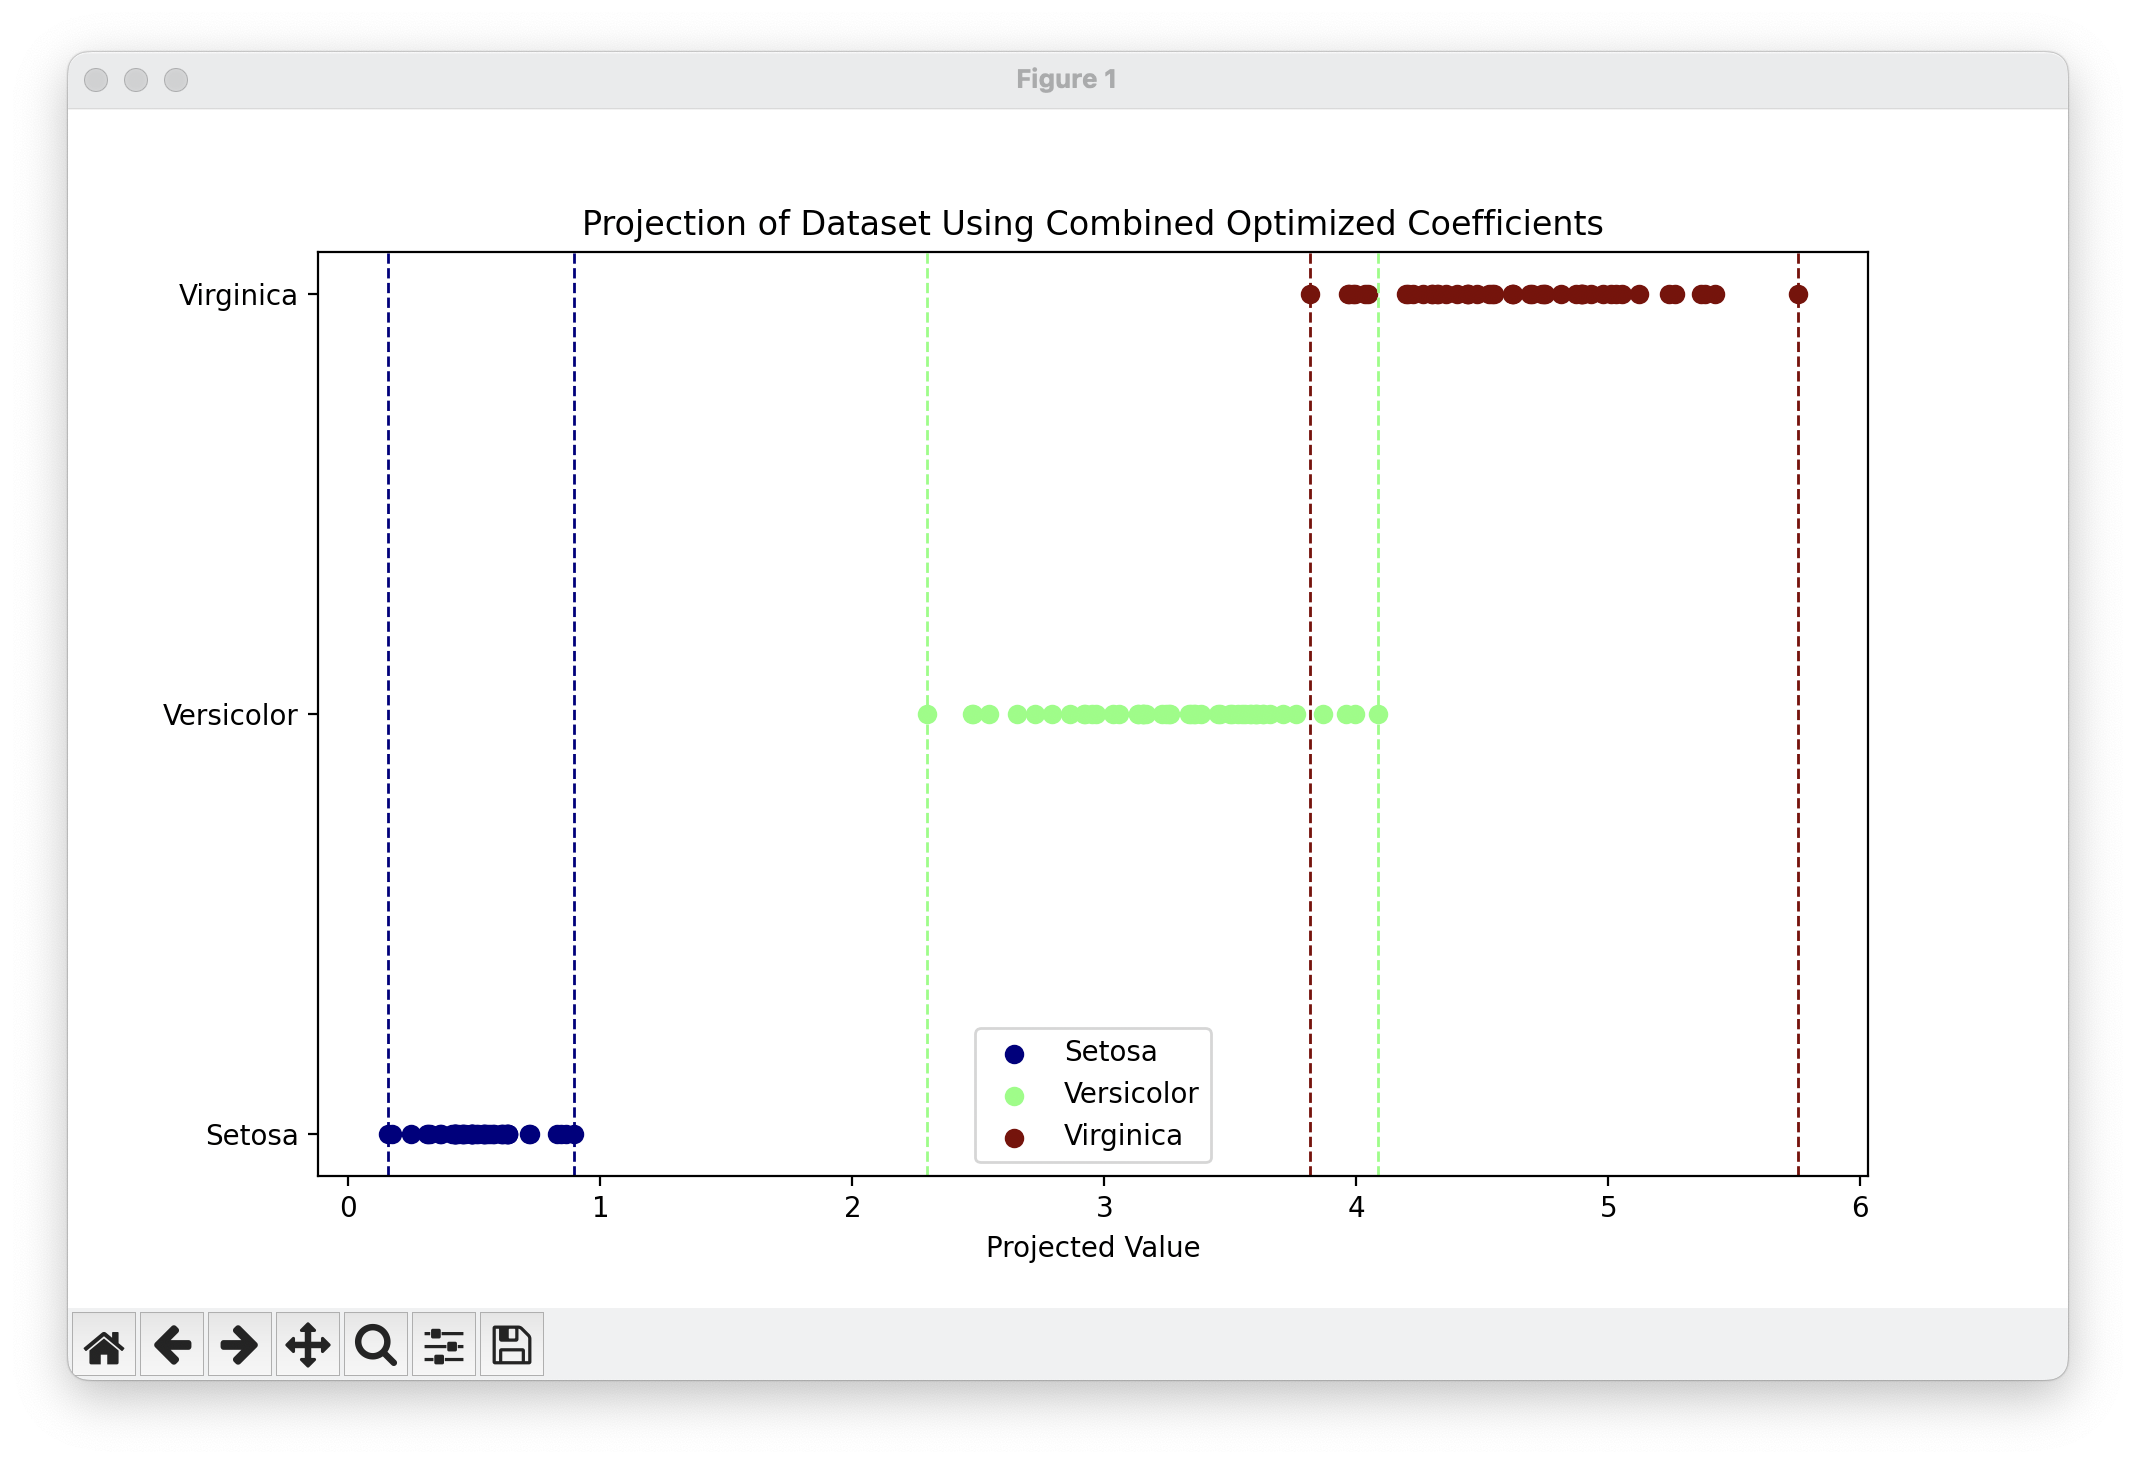 Figure 1
Projection of Dataset Using Combined Optimized Coefficients
Virginica
Versicolor
Setosa
Setosa
Versicolor
Virginica
0 1 2 3 4 5 6
Projected Value